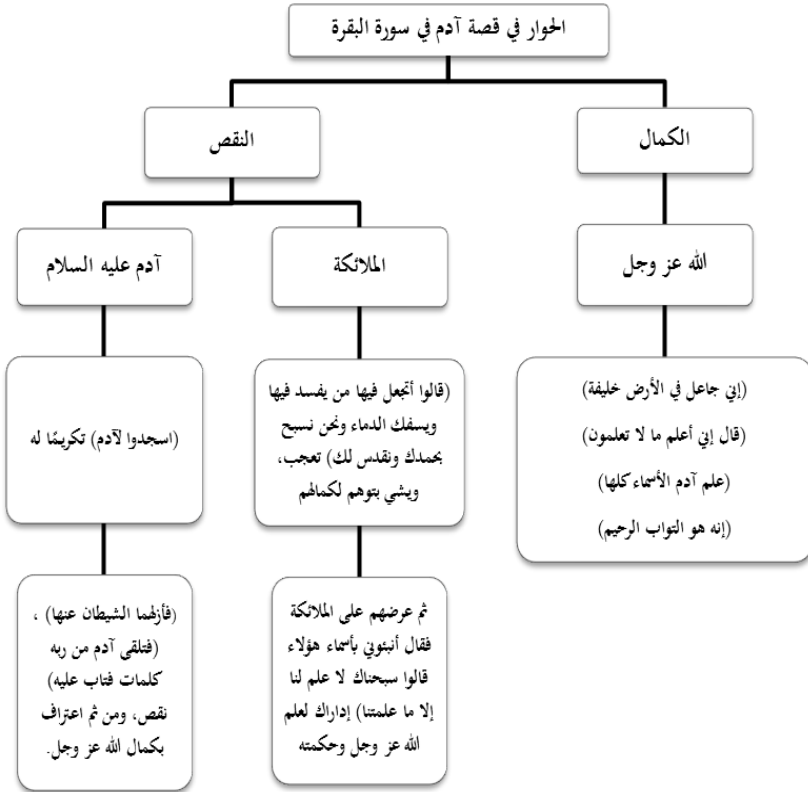 الحوار في قصة آدم في سورة البقرة
الكمال
النقص
الله عز وجل
الملائكة
آدم عليه السلام
(إني جاعل في الأرض خليفة)
(قال إني أعلم ما لا تعلمون)
(علم آدم الأسماء كلها)
(إنه هو التواب الرحيم)
(قالوا أتجعل فيها من يفسد فيها
ويسفك الدماء ونحن نسبح
بحمدك ونقدس لك) تعجب،
ويشي بتوهم لكمالهم
(اسجدوا لآدم) تكريمًا له
ثم عرضهم على الملائكة
فقال أنبئوني بأسماء هؤلاء
قالوا سبحناك لا علم لنا
إلا ما علمتنا) إداراك لعلم
الله عز وجل وحكمته
(فأزلهما الشيطان عنها) ،
(فتلقى آدم من ربه
كلمات فتاب عليه)
نقص، ومن ثم اعتراف
بكمال الله عز وجل.